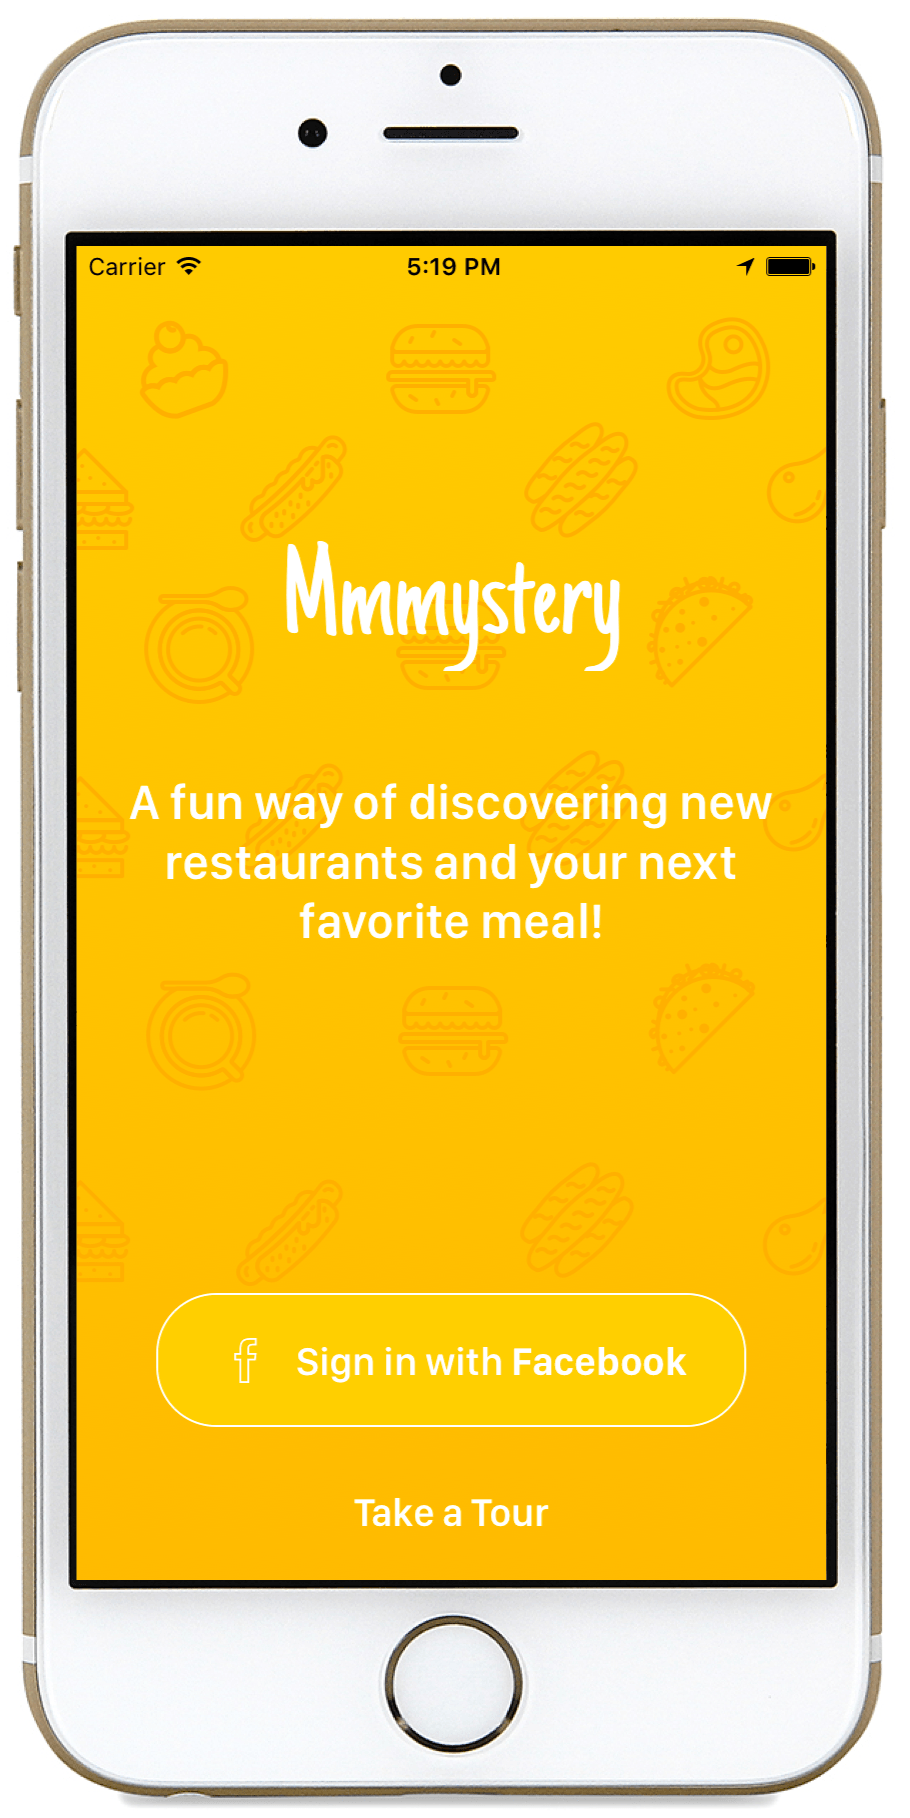 Carrier 5:19 PM
Mmmystery
A fun way of discovering new
restaurants and your next
favorite meal!
f Sign in with Facebook
Take a Tour